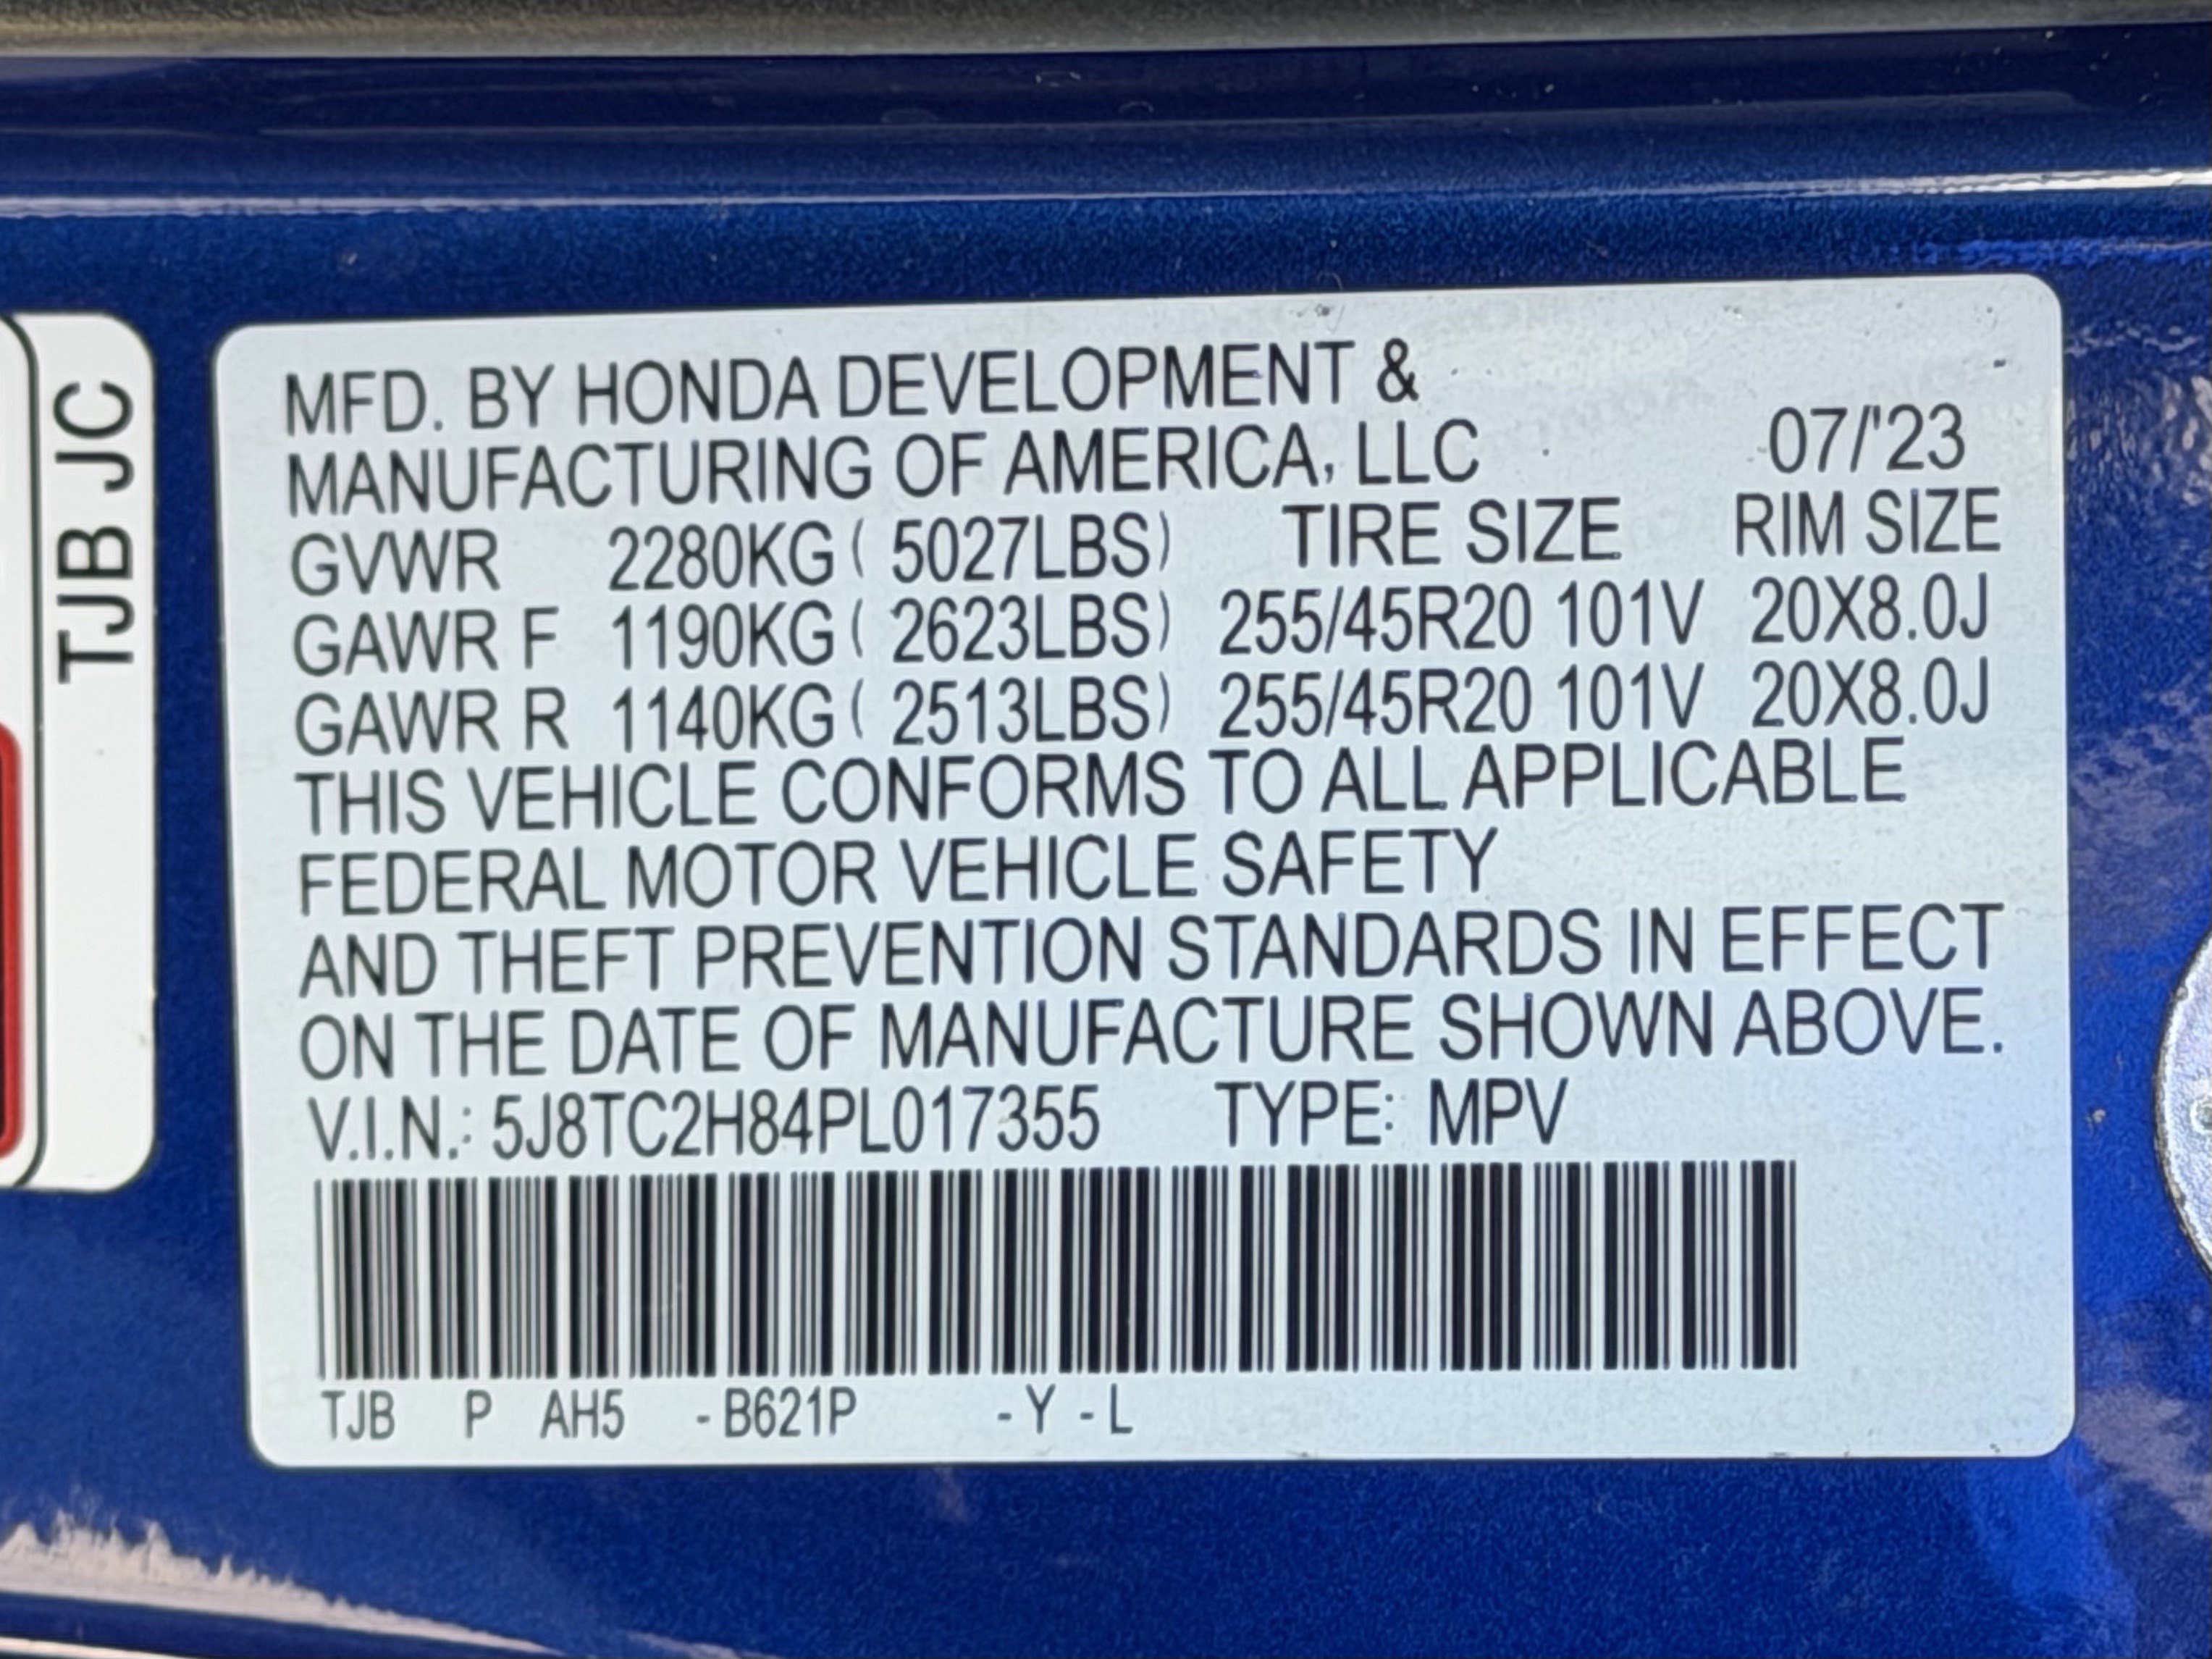 TJB JC
MFD. BY HONDA DEVELOPMENT &
MANUFACTURING OF AMERICA, LLC 07/'23
GVWR 2280KG ( 5027LBS) TIRE SIZE RIM SIZE
GAWR F 1190KG ( 2623LBS) 255/45R20 101V 20X8.0J
GAWR R 1140KG ( 2513LBS) 255/45R20 101V 20X8.0J
THIS VEHICLE CONFORMS TO ALL APPLICABLE
FEDERAL MOTOR VEHICLE SAFETY
AND THEFT PREVENTION STANDARDS IN EFFECT
ON THE DATE OF MANUFACTURE SHOWN ABOVE.
V.I.N.: 5J8TC2H84PL017355 TYPE: MPV
TJB P AH5 -B621P -Y -L